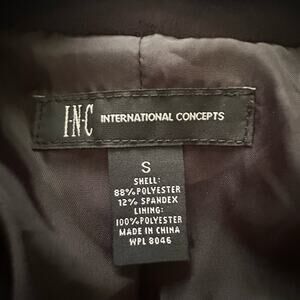 I·N·C INTERNATIONAL CONCEPTS
S
SHELL:
88%POLYESTER
12% SPANDEX
LINING:
100%POLYESTER
MADE IN CHINA
WPL 8046